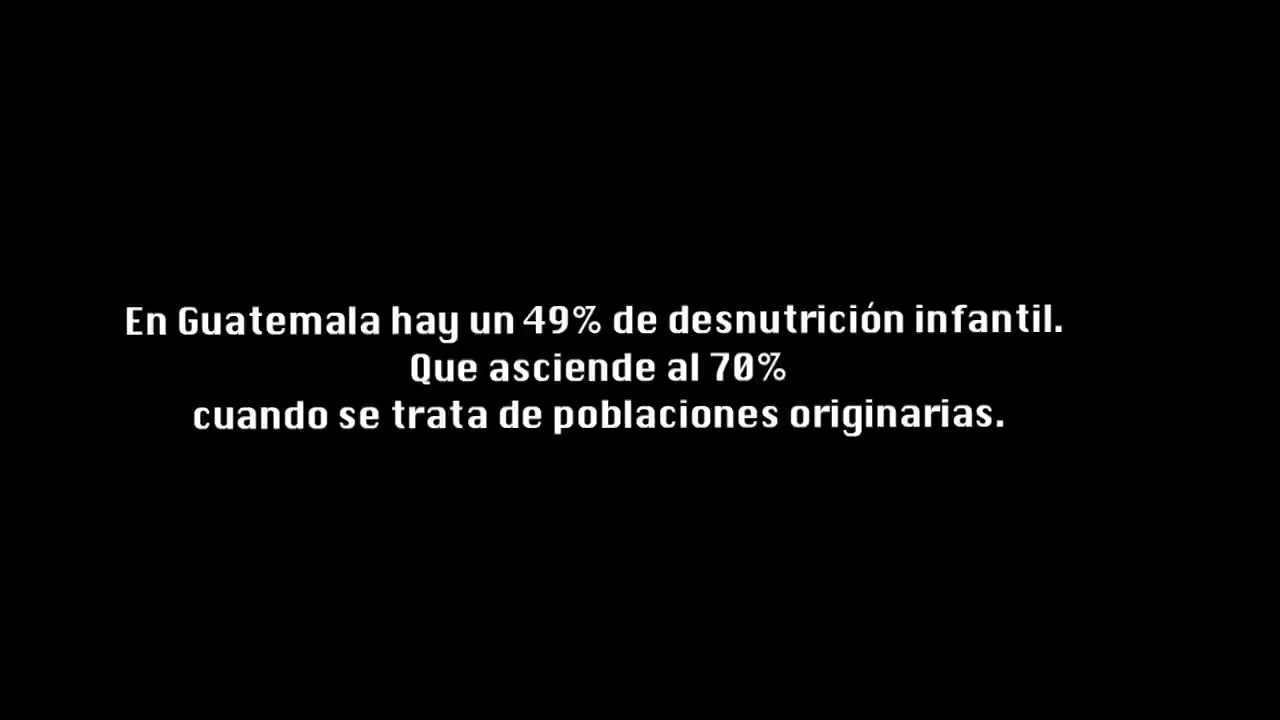 En Guatemala hay un 49% de desnutrición infantil.
Que asciende al 70%
cuando se trata de poblaciones originarias.